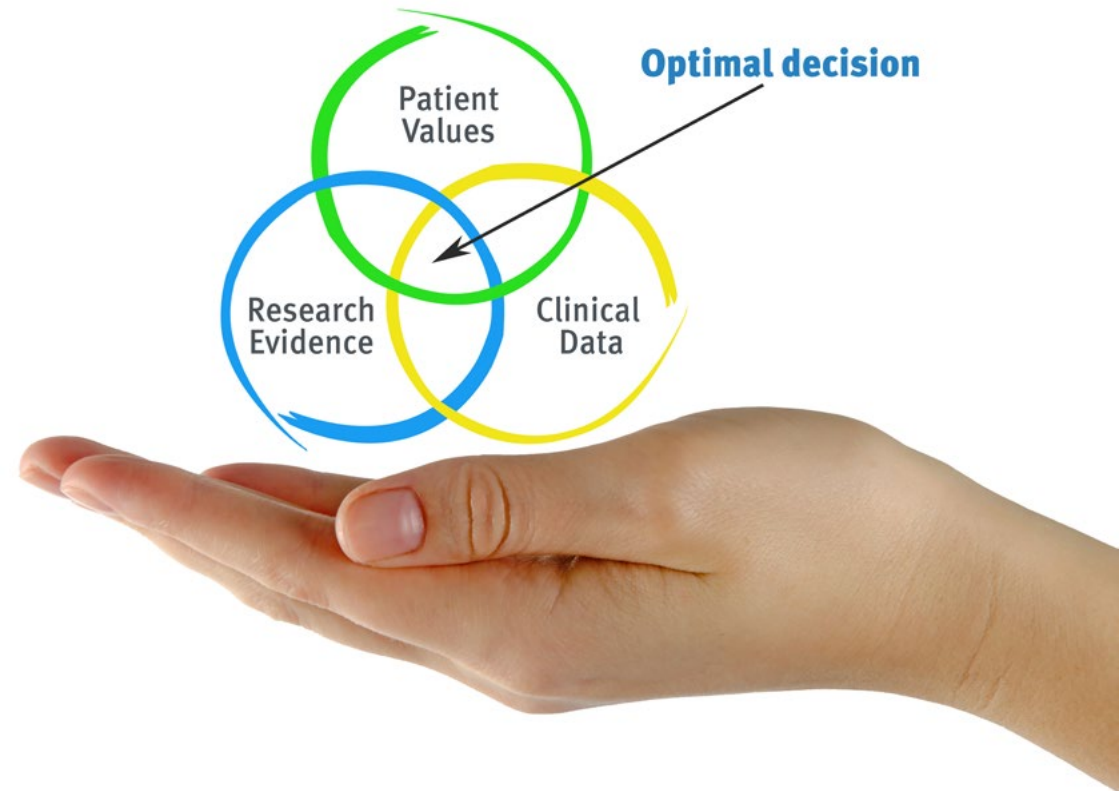 Optimal decision
Patient
Values
Research
Evidence
Clinical
Data